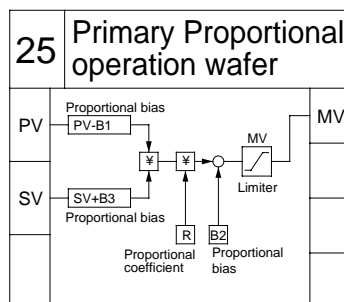 25
Primary Proportional
operation wafer
Proportional bias
PV
PV-B1
MV
MV
¥
¥
Limiter
SV
SV+B3
Proportional bias
R
B2
Proportional
coefficient
Proportional
bias